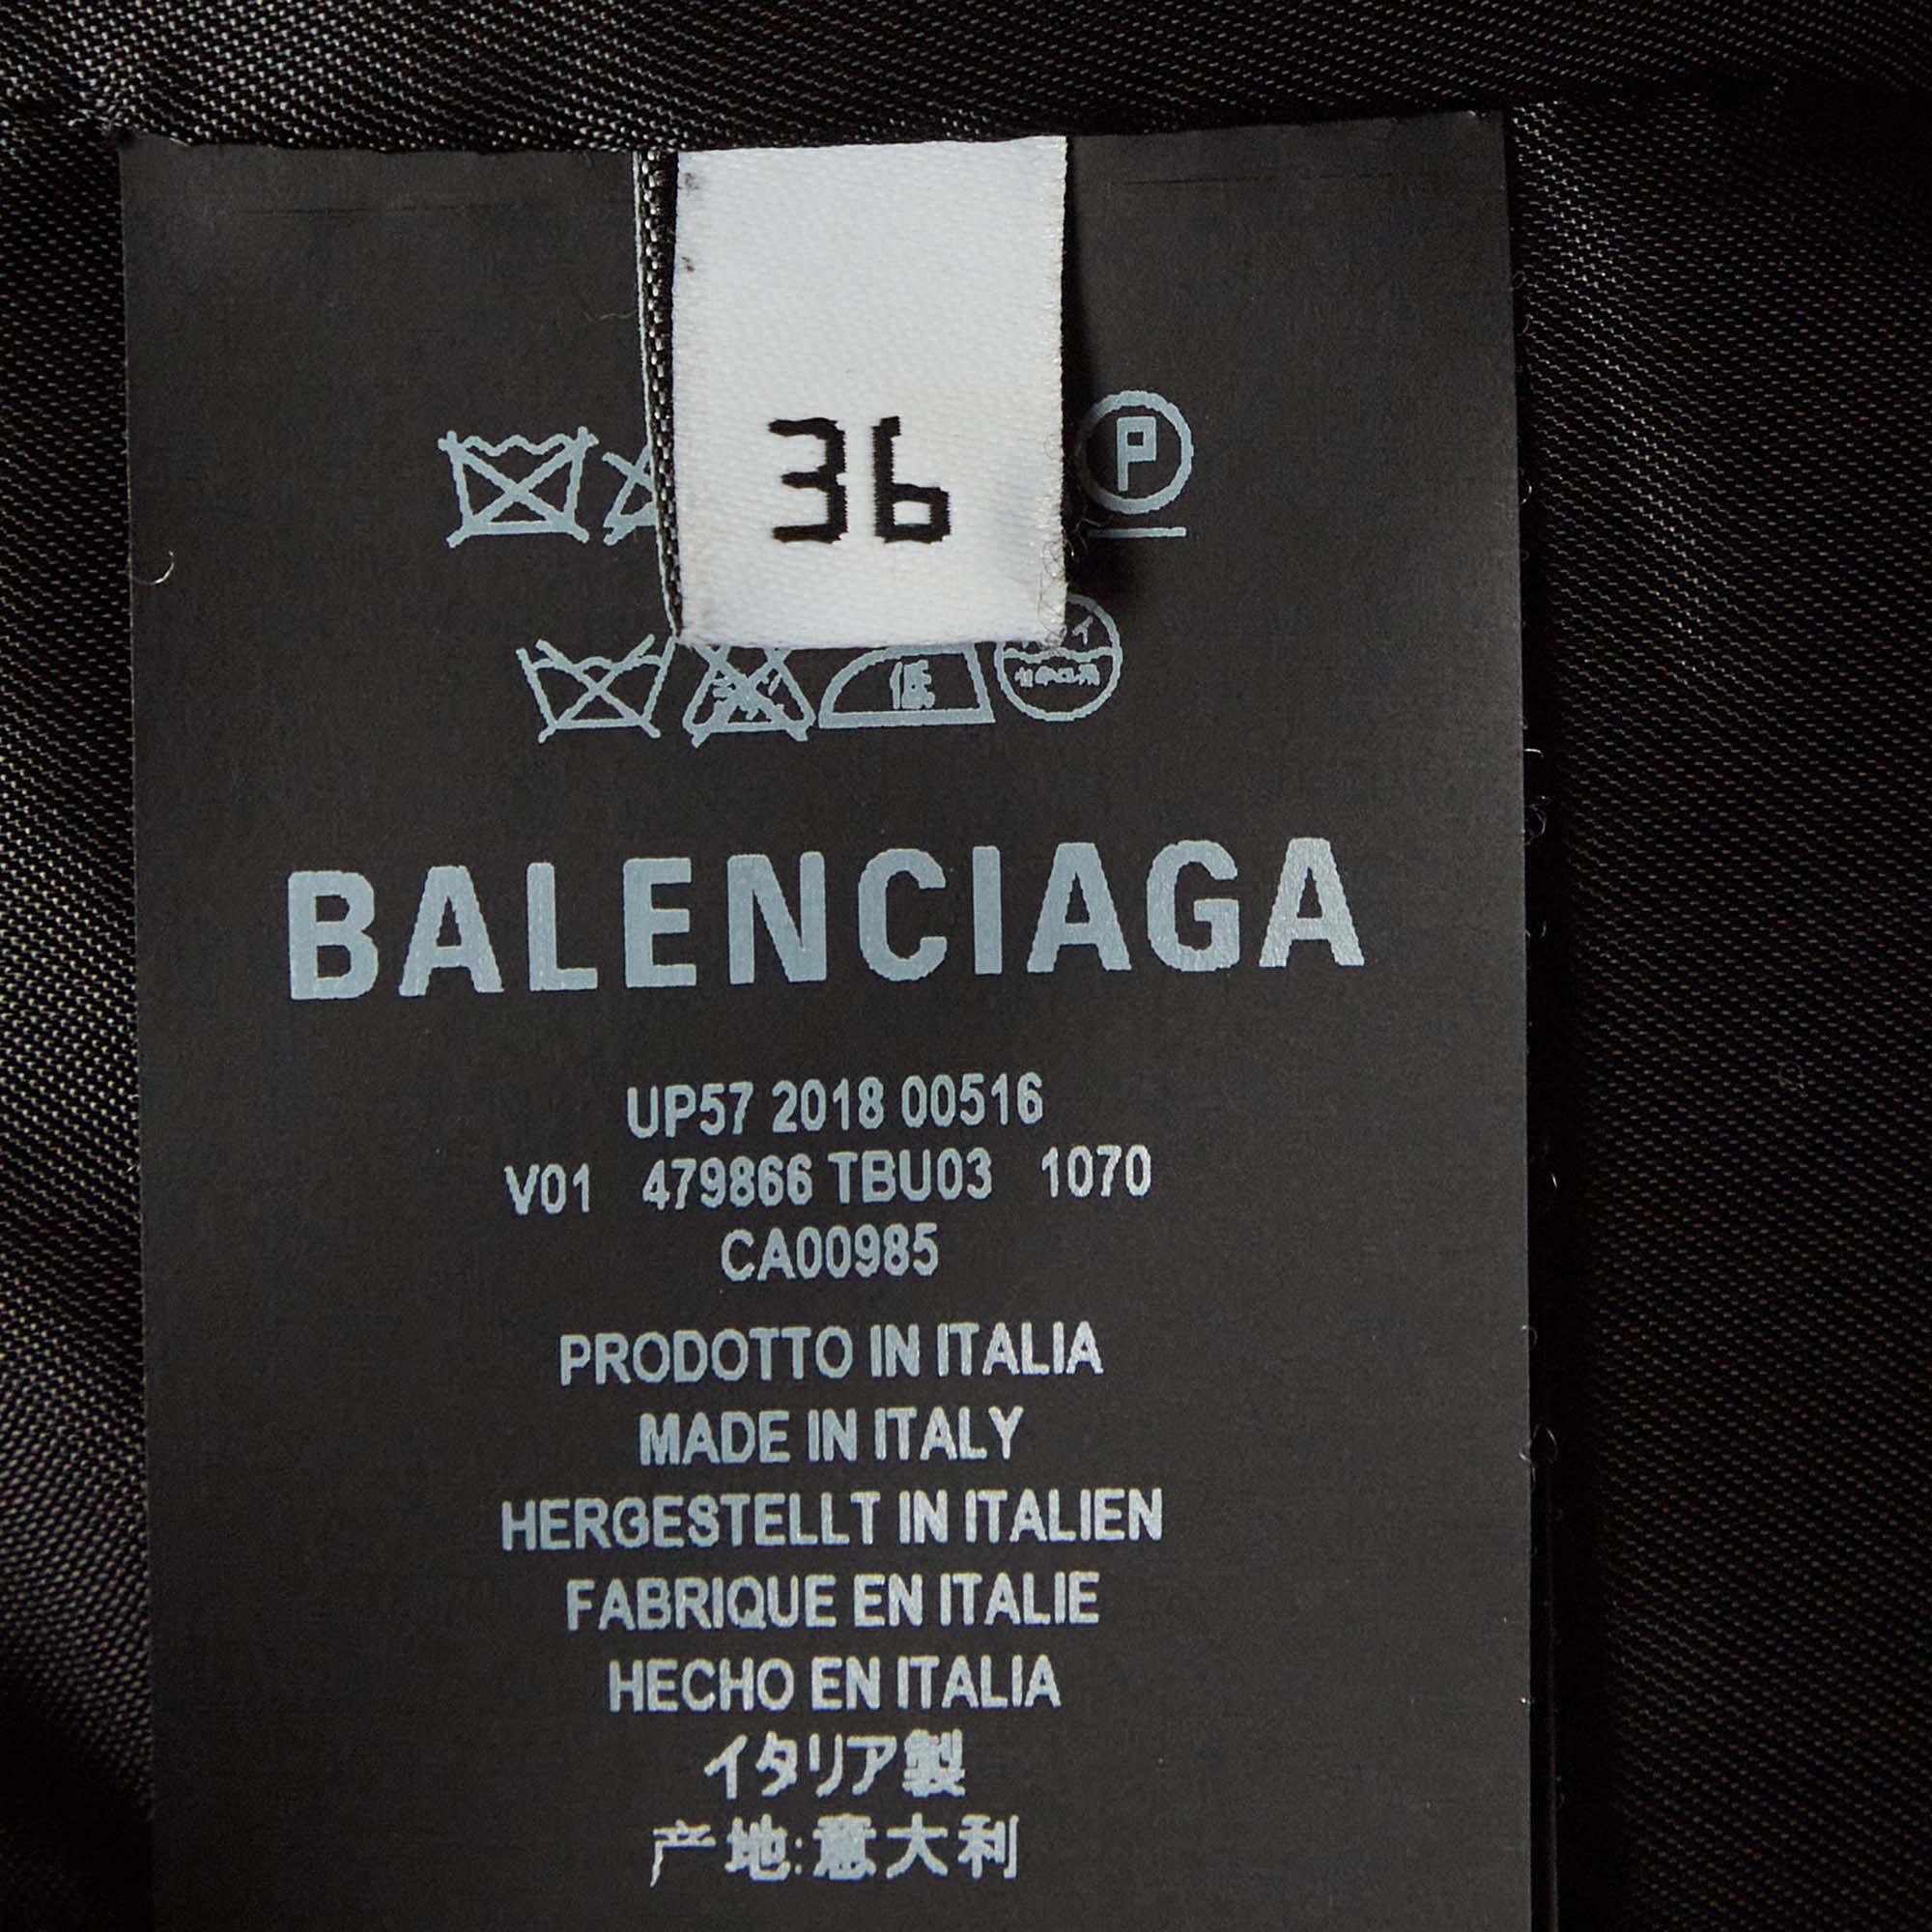 36
P
低
BALENCIAGA
UP57 2018 00516
V01 479866 TBU03 1070
CA00985
PRODOTTO IN ITALIA
MADE IN ITALY
HERGESTELLT IN ITALIEN
FABRIQUE EN ITALIE
HECHO EN ITALIA
イタリア製
产地:意大利